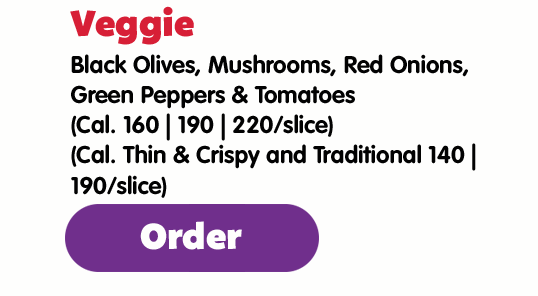 Veggie
Black Olives, Mushrooms, Red Onions,
Green Peppers & Tomatoes
(Cal. 160 | 190 | 220/slice)
(Cal. Thin & Crispy and Traditional 140 |
190/slice)
Order